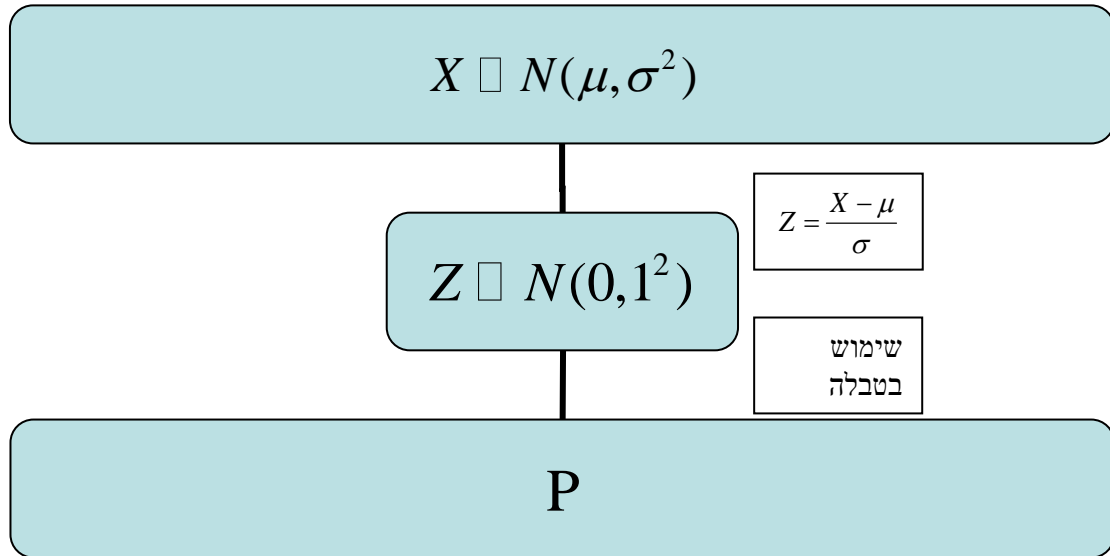 X □ N(μ,σ²)
Z = (X − μ)/σ
Z □ N(0,1²)
שימוש
בטבלה
P